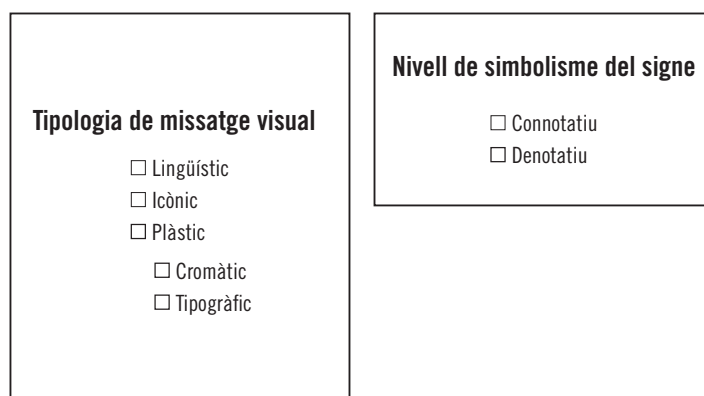 Tipologia de missatge visual
☐ Lingüístic
☐ Icònic
☐ Plàstic
☐ Cromàtic
☐ Tipogràfic
Nivell de simbolisme del signe
☐ Connotatiu
☐ Denotatiu